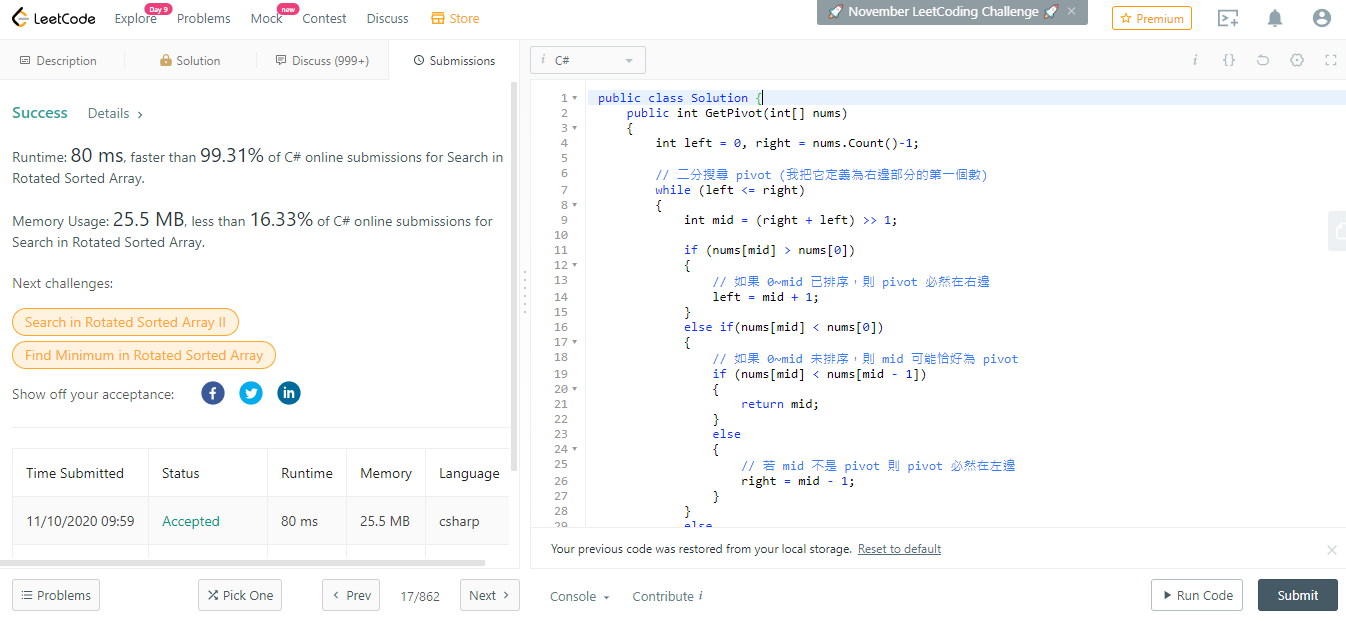 LeetCode Explore Day 9 Problems Mock new Contest Discuss Store 🚀 November LeetCoding Challenge 🚀 × Premium
Description Solution Discuss (999+) Submissions
i C#
Success Details >
Runtime: 80 ms, faster than 99.31% of C# online submissions for Search in
Rotated Sorted Array.
Memory Usage: 25.5 MB, less than 16.33% of C# online submissions for
Search in Rotated Sorted Array.
Next challenges:
Search in Rotated Sorted Array II
Find Minimum in Rotated Sorted Array
Show off your acceptance:
Time Submitted Status Runtime Memory Language
11/10/2020 09:59 Accepted 80 ms 25.5 MB csharp
1 public class Solution {
2 public int GetPivot(int[] nums)
3 {
4 int left = 0, right = nums.Count()-1;
5
6 // 二分搜尋 pivot (我把它定義為右邊部分的第一個數)
7 while (left <= right)
8 {
9 int mid = (right + left) >> 1;
10
11 if (nums[mid] > nums[0])
12 {
13 // 如果 0~mid 已排序，則 pivot 必然在右邊
14 left = mid + 1;
15 }
16 else if(nums[mid] < nums[0])
17 {
18 // 如果 0~mid 未排序，則 mid 可能恰好為 pivot
19 if (nums[mid] < nums[mid - 1])
20 {
21 return mid;
22 }
23 else
24 {
25 // 若 mid 不是 pivot 則 pivot 必然在左邊
26 right = mid - 1;
27 }
28 }
29 else
Your previous code was restored from your local storage. Reset to default
Problems Pick One < Prev 17/862 Next > Console Contribute i Run Code Submit